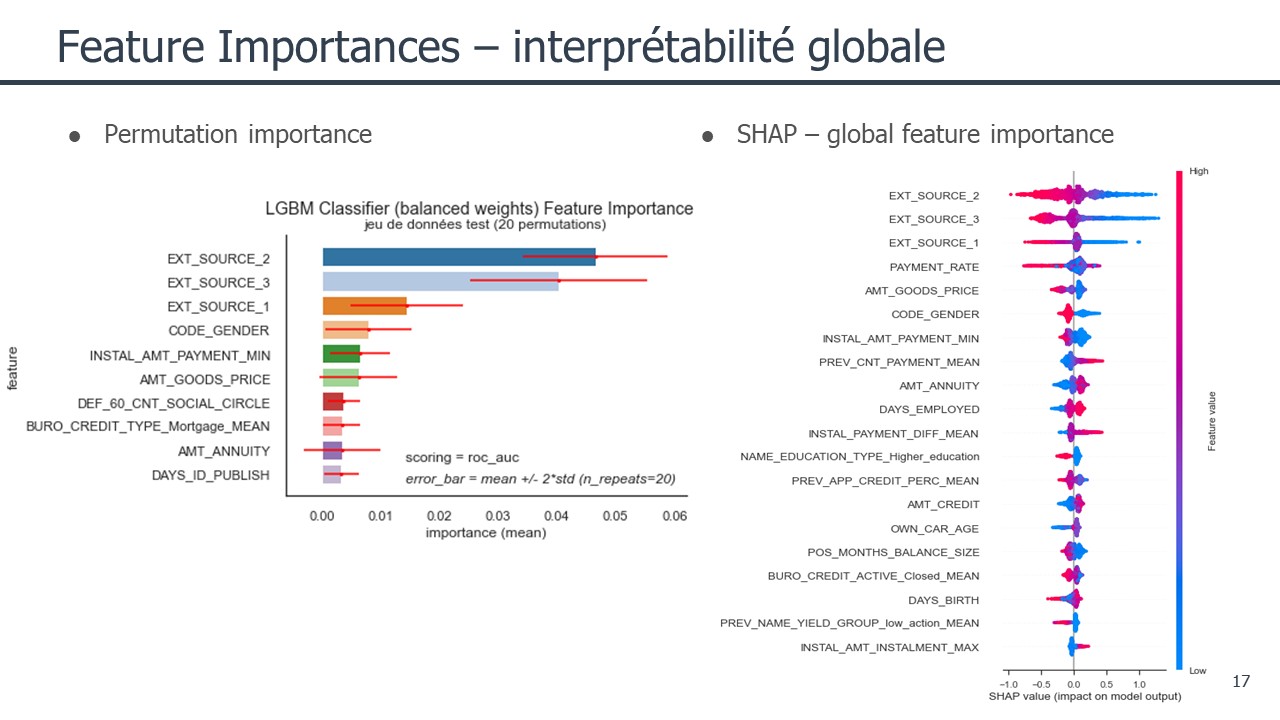 Feature Importances – interprétabilité globale
● Permutation importance
LGBM Classifier (balanced weights) Feature Importance
jeu de données test (20 permutations)
feature
EXT_SOURCE_2
EXT_SOURCE_3
EXT_SOURCE_1
CODE_GENDER
INSTAL_AMT_PAYMENT_MIN
AMT_GOODS_PRICE
DEF_60_CNT_SOCIAL_CIRCLE
BURO_CREDIT_TYPE_Mortgage_MEAN
AMT_ANNUITY
DAYS_ID_PUBLISH
scoring = roc_auc
error_bar = mean +/- 2*std (n_repeats=20)
0.00 0.01 0.02 0.03 0.04 0.05 0.06
importance (mean)
● SHAP – global feature importance
High
EXT_SOURCE_2
EXT_SOURCE_3
EXT_SOURCE_1
PAYMENT_RATE
AMT_GOODS_PRICE
CODE_GENDER
INSTAL_AMT_PAYMENT_MIN
PREV_CNT_PAYMENT_MEAN
AMT_ANNUITY
DAYS_EMPLOYED
INSTAL_PAYMENT_DIFF_MEAN
NAME_EDUCATION_TYPE_Higher_education
PREV_APP_CREDIT_PERC_MEAN
AMT_CREDIT
OWN_CAR_AGE
POS_MONTHS_BALANCE_SIZE
BURO_CREDIT_ACTIVE_Closed_MEAN
DAYS_BIRTH
PREV_NAME_YIELD_GROUP_low_action_MEAN
INSTAL_AMT_INSTALMENT_MAX
Feature value
Low
−1.0 −0.5 0.0 0.5 1.0
SHAP value (impact on model output)
17